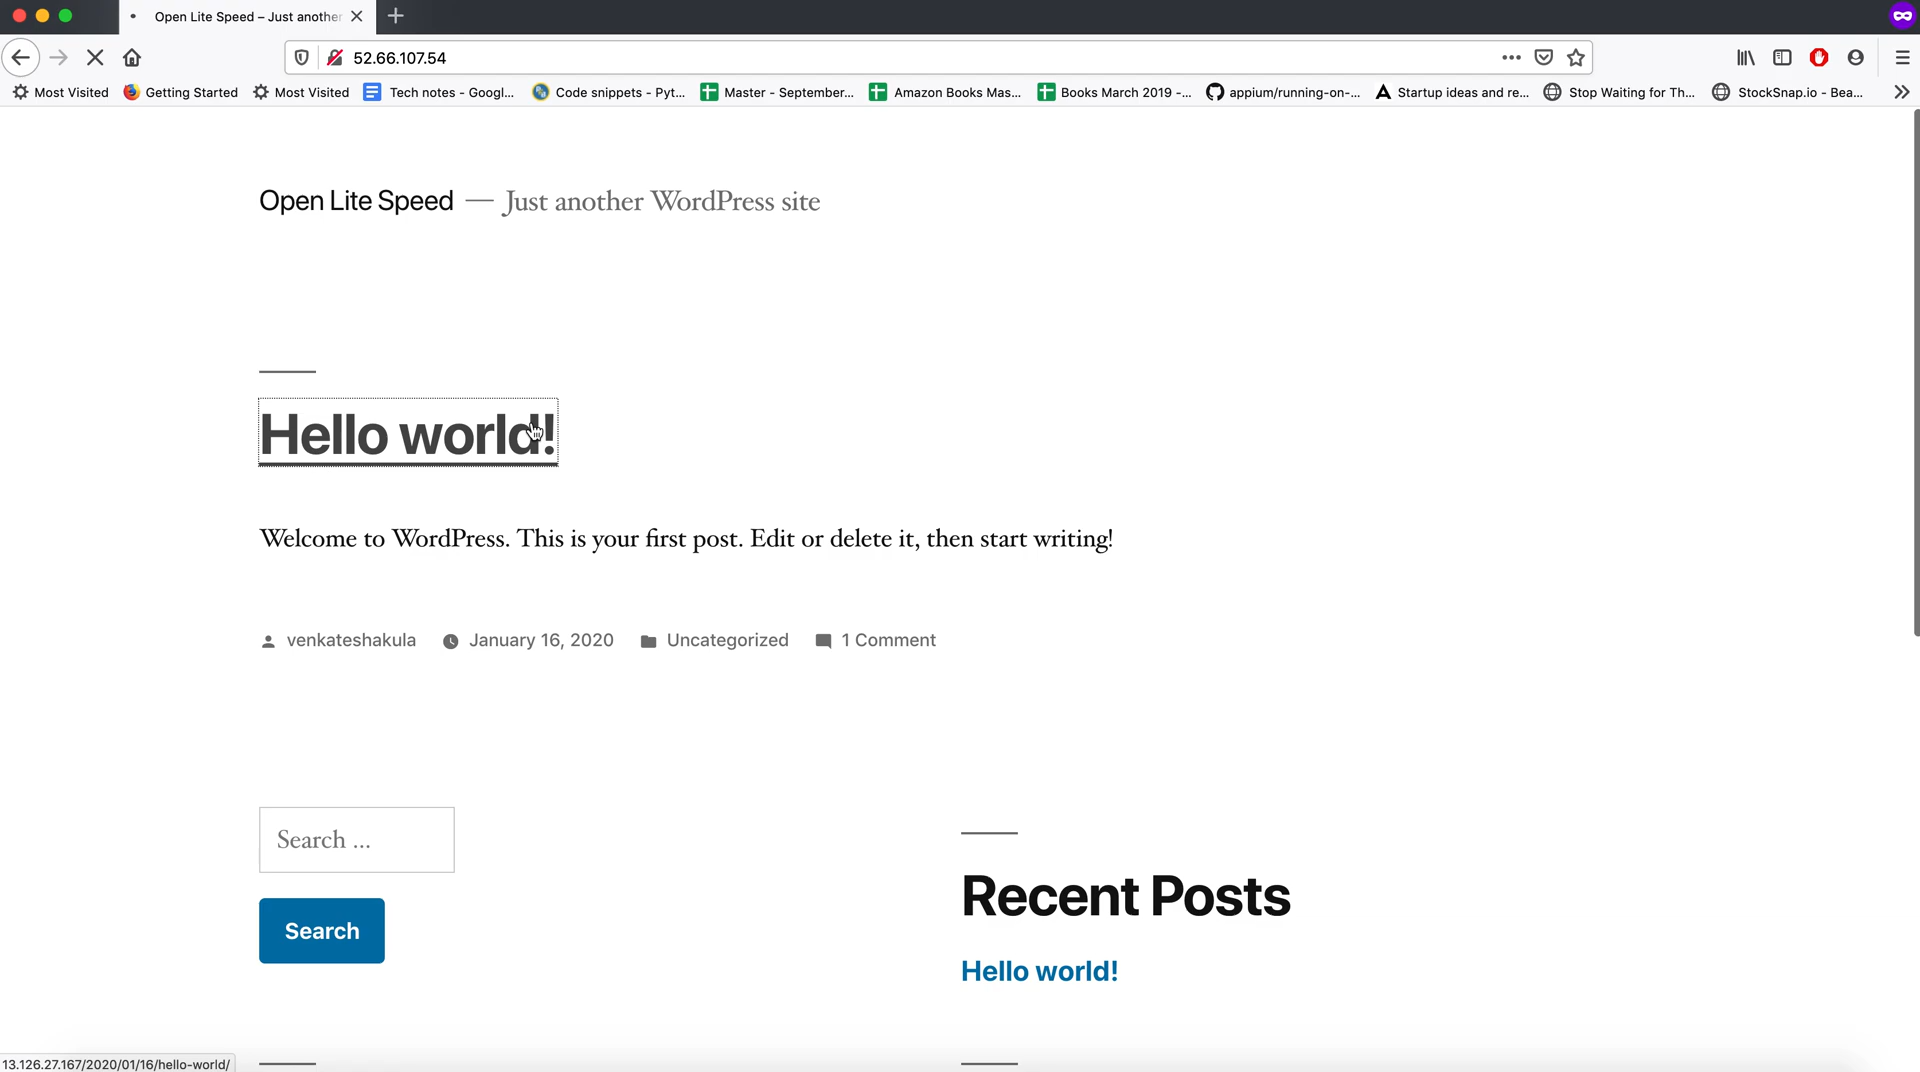 Open Lite Speed – Just another
52.66.107.54
Most Visited Getting Started Most Visited Tech notes - Googl... Code snippets - Pyt... Master - September... Amazon Books Mas... Books March 2019 -... appium/running-on-... Startup ideas and re... Stop Waiting for Th... StockSnap.io - Bea...
Open Lite Speed — Just another WordPress site
Hello world!
Welcome to WordPress. This is your first post. Edit or delete it, then start writing!
venkateshakula January 16, 2020 Uncategorized 1 Comment
Search ...
Search
Recent Posts
Hello world!
13.126.27.167/2020/01/16/hello-world/